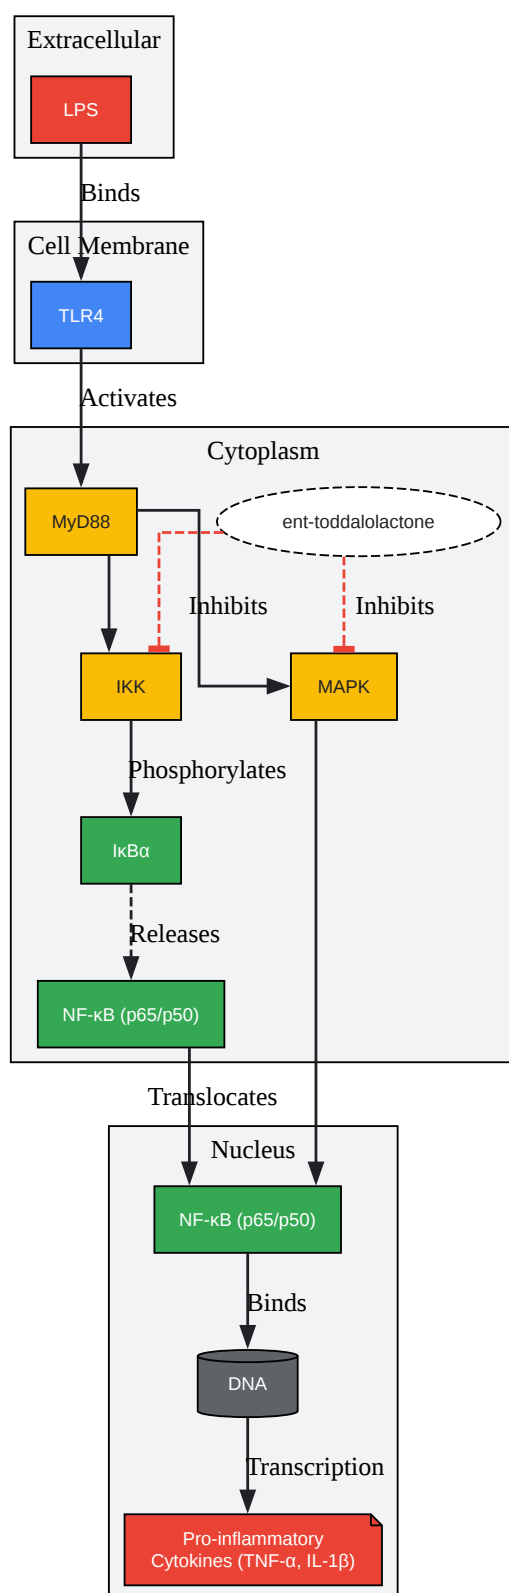 Extracellular
LPS
Binds
Cell Membrane
TLR4
Activates
Cytoplasm
MyD88
ent-toddalolactone
Inhibits
Inhibits
IKK
MAPK
Phosphorylates
IκBα
Releases
NF-κB (p65/p50)
Translocates
Nucleus
NF-κB (p65/p50)
Binds
DNA
Transcription
Pro-inflammatory
Cytokines (TNF-α, IL-1β)